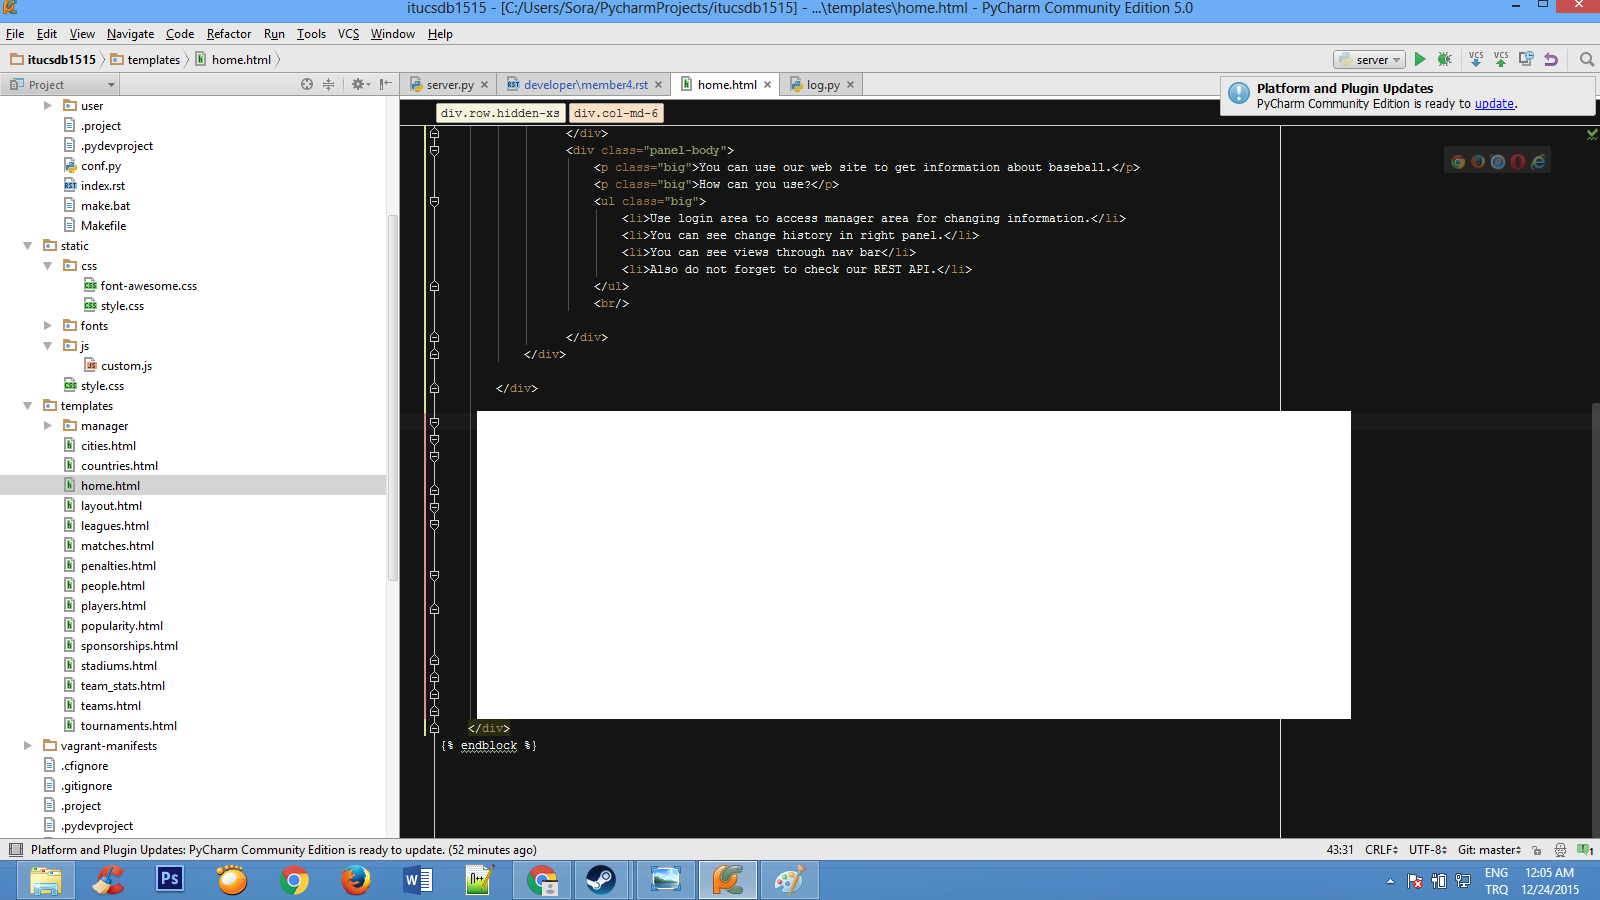 itucsdb1515 - [C:/Users/Sora/PycharmProjects/itucsdb1515] - ...\templates\home.html - PyCharm Community Edition 5.0
File Edit View Navigate Code Refactor Run Tools VCS Window Help
itucsdb1515 templates home.html server VCS VCS
Project
server.py developer\member4.rst home.html log.py
Platform and Plugin Updates
PyCharm Community Edition is ready to update.
user
.project
.pydevproject
conf.py
RST index.rst
make.bat
Makefile
static
css
CSS font-awesome.css
CSS style.css
fonts
js
JS custom.js
CSS style.css
templates
manager
cities.html
countries.html
home.html
layout.html
leagues.html
matches.html
penalties.html
people.html
players.html
popularity.html
sponsorships.html
stadiums.html
team_stats.html
teams.html
tournaments.html
vagrant-manifests
.cfignore
.gitignore
.project
.pydevproject
div.row.hidden-xs div.col-md-6
</div>
<div class="panel-body">
<p class="big">You can use our web site to get information about baseball.</p>
<p class="big">How can you use?</p>
<ul class="big">
<li>Use login area to access manager area for changing information.</li>
<li>You can see change history in right panel.</li>
<li>You can see views through nav bar</li>
<li>Also do not forget to check our REST API.</li>
</ul>
<br/>
</div>
</div>
</div>
</div>
{% endblock %}
Platform and Plugin Updates: PyCharm Community Edition is ready to update. (52 minutes ago) 43:31 CRLF UTF-8 Git: master 1
Ps W ENG 12:05 AM
TRQ 12/24/2015